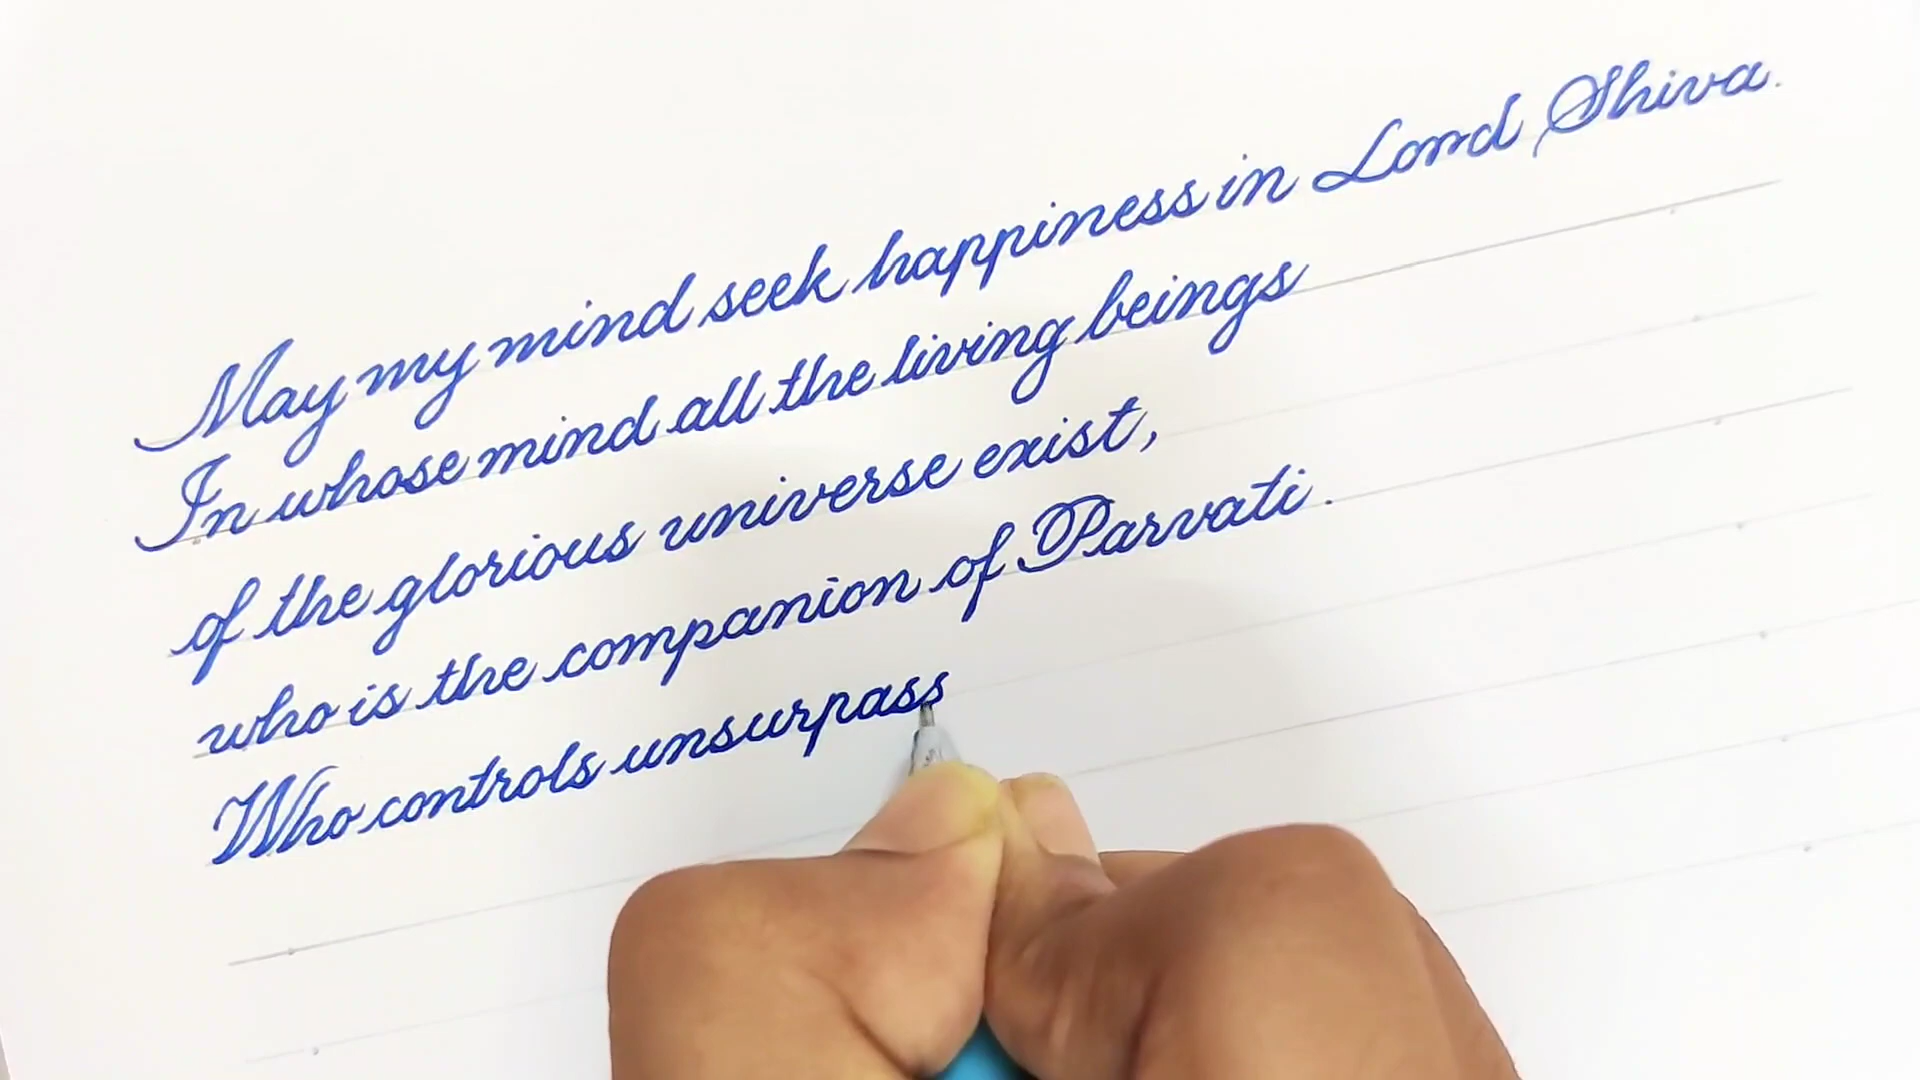 May my mind seek happiness in Lord Shiva.
In whose mind all the living beings
of the glorious universe exist,
who is the companion of Parvati.
Who controls unsurpass